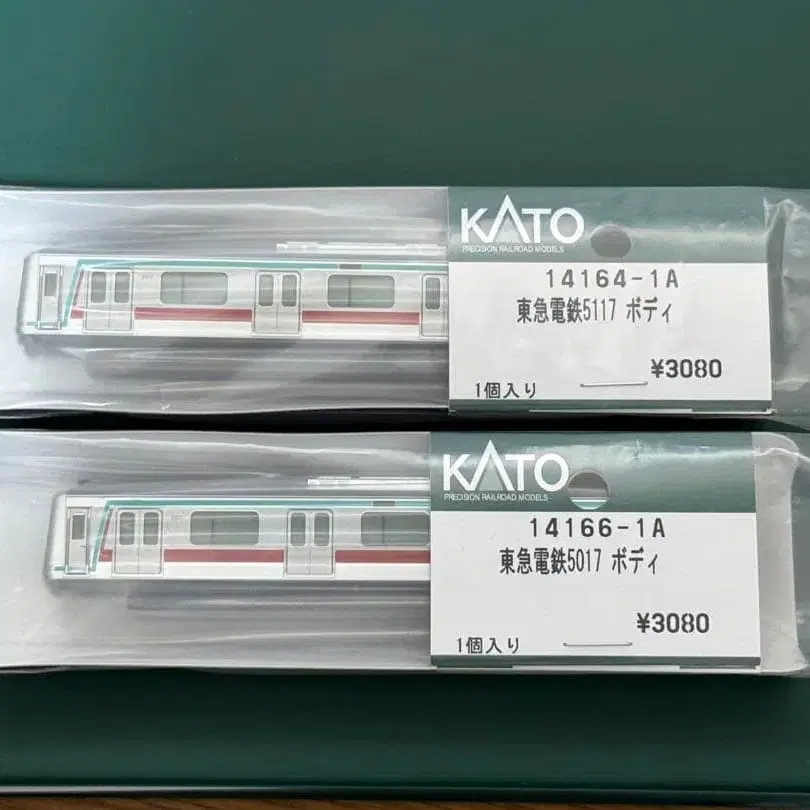 KATO
PRECISION RAILROAD MODELS
14164-1A
東急電鉄5117 ボディ
¥3080
1個入り
KATO
PRECISION RAILROAD MODELS
14166-1A
東急電鉄5017 ボディ
¥3080
1個入り